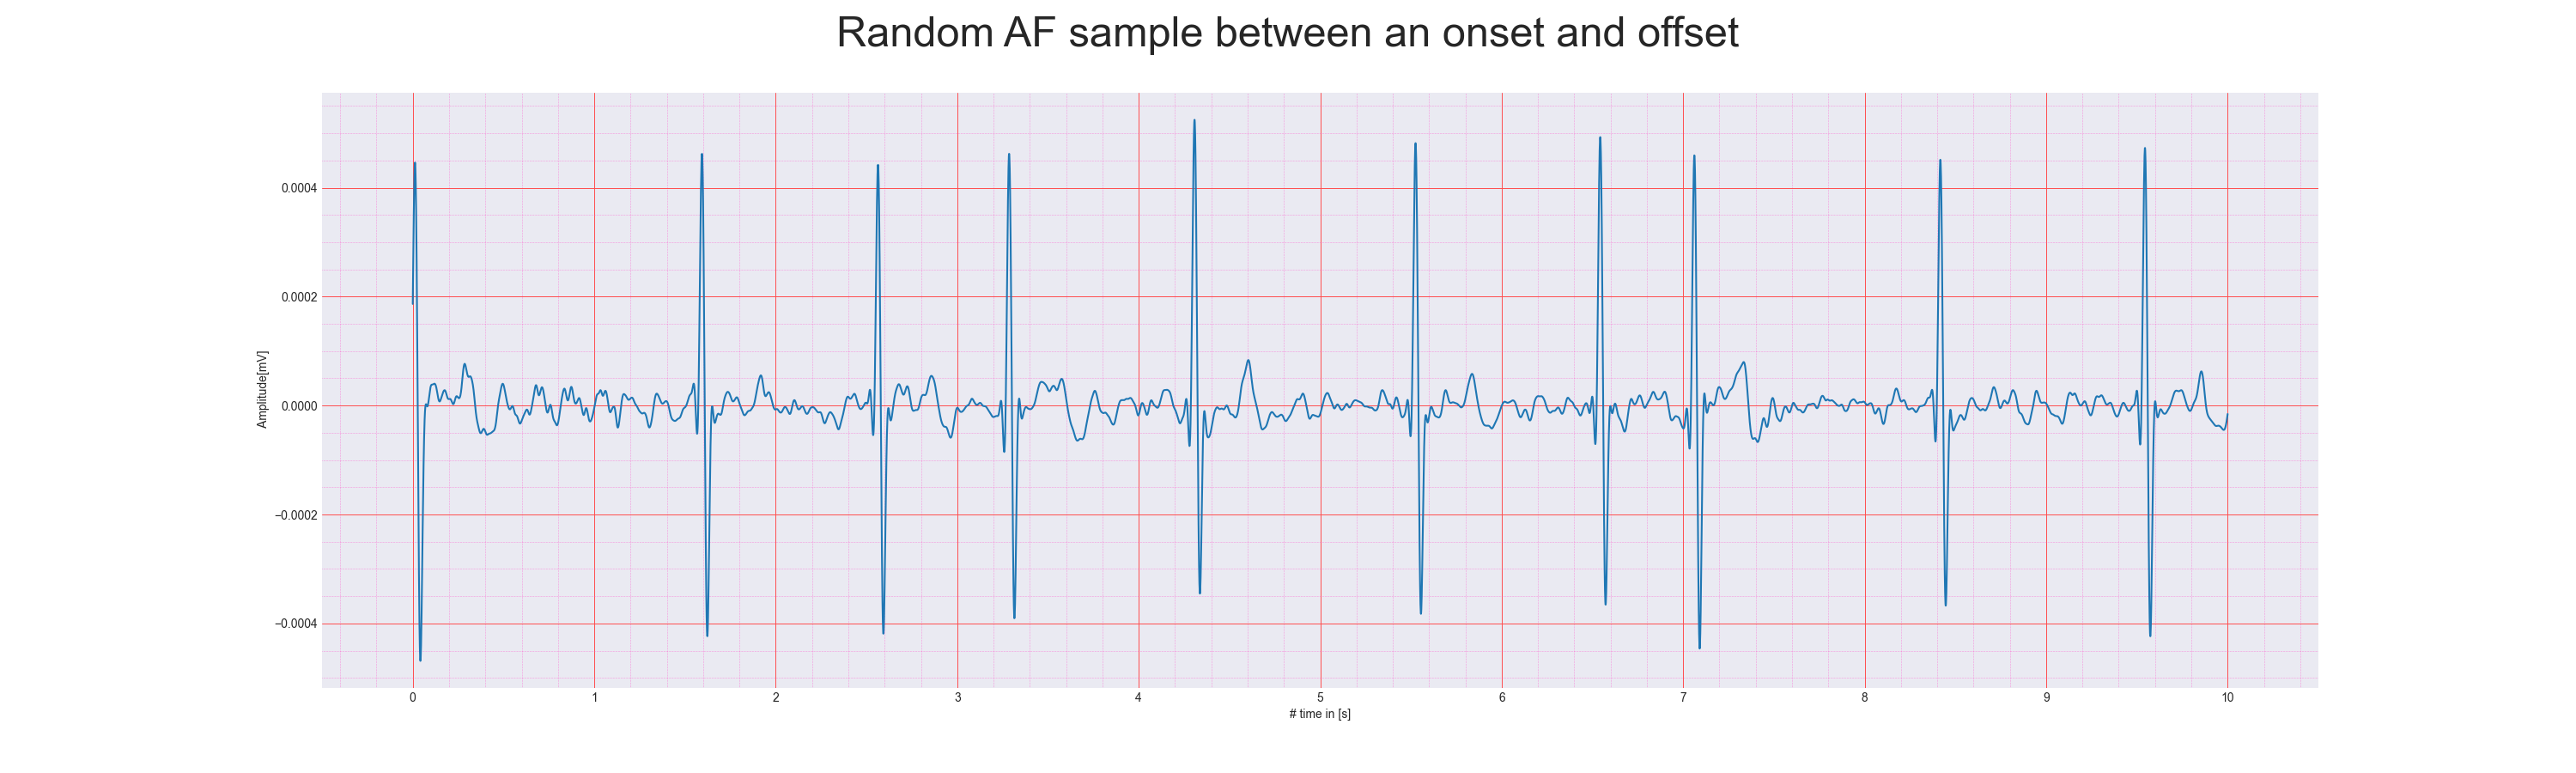 Random AF sample between an onset and offset
Amplitude[mV]
0.0004
0.0002
0.0000
−0.0002
−0.0004
0 1 2 3 4 5 6 7 8 9 10
# time in [s]